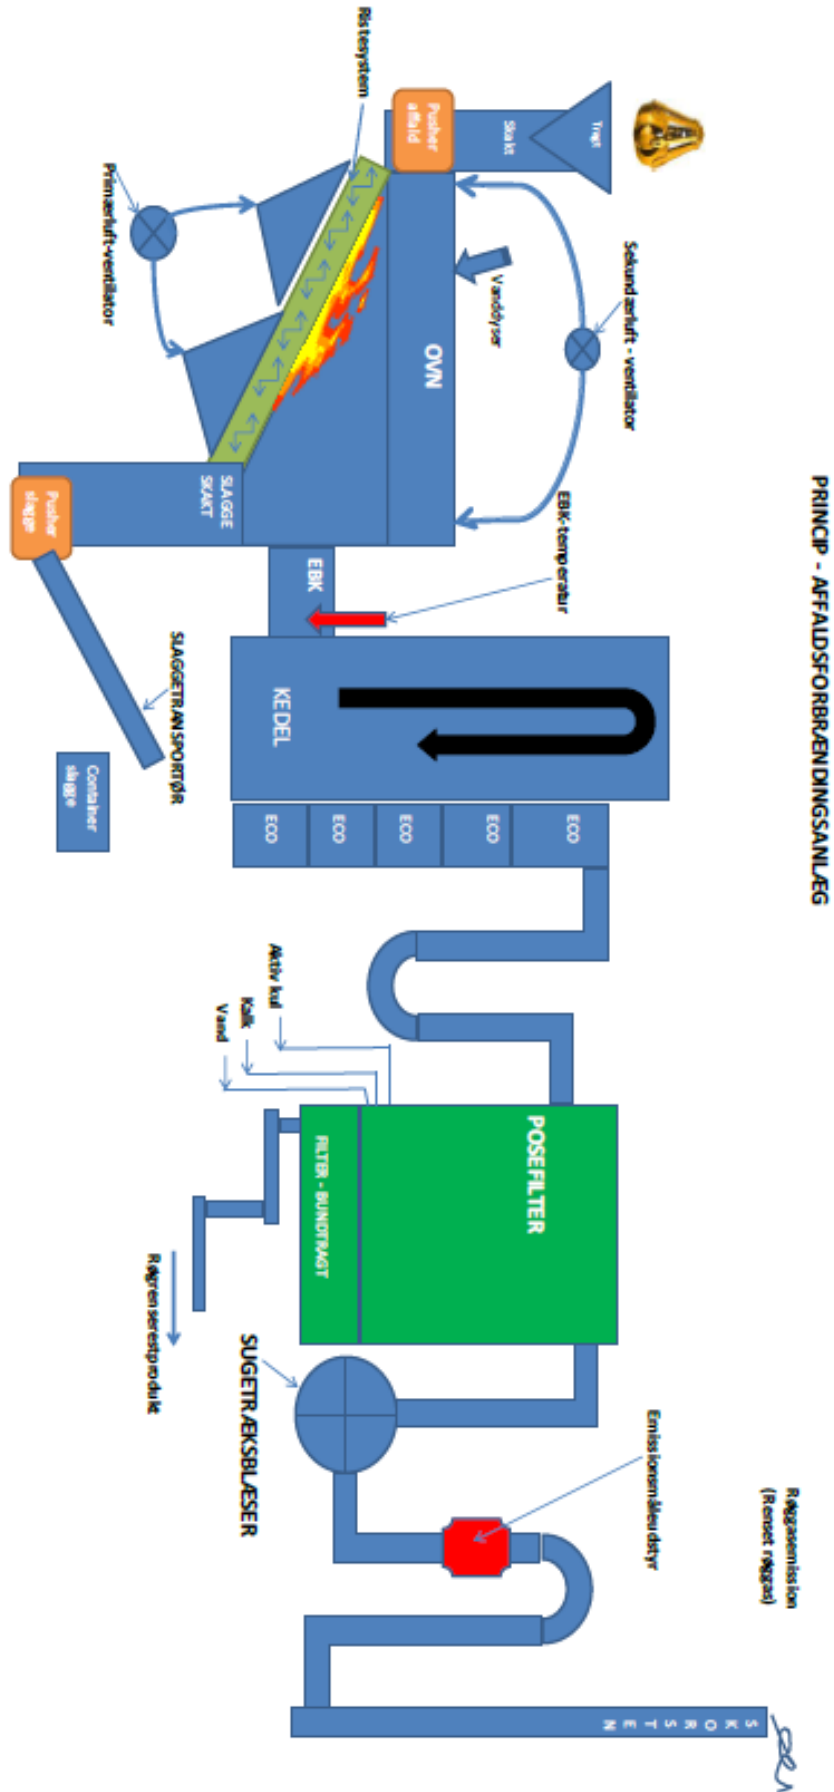 PRINCIP - AFFALDSFORBRÆNDINGSANLÆG
Tragt
Skakt
Pusher
affald
Ristesystem
Primærluft-ventilator
Sekundærluft - ventilator
Vanddyser
OVN
SLAGGE
SKAKT
Pusher
slagge
SLAGGETRANSPORTØR
Container
slagge
EBK-temperatur
EBK
KEDEL
ECO
ECO
ECO
ECO
ECO
Aktiv kul
Kalk
Vand
POSEFILTER
FILTER - BUNDTRAGT
Røgrenserestprodukt
SUGETRÆKSBLÆSER
Emissionsmåleudstyr
Røggasemission
(Renset røggas)
SKORSTEN